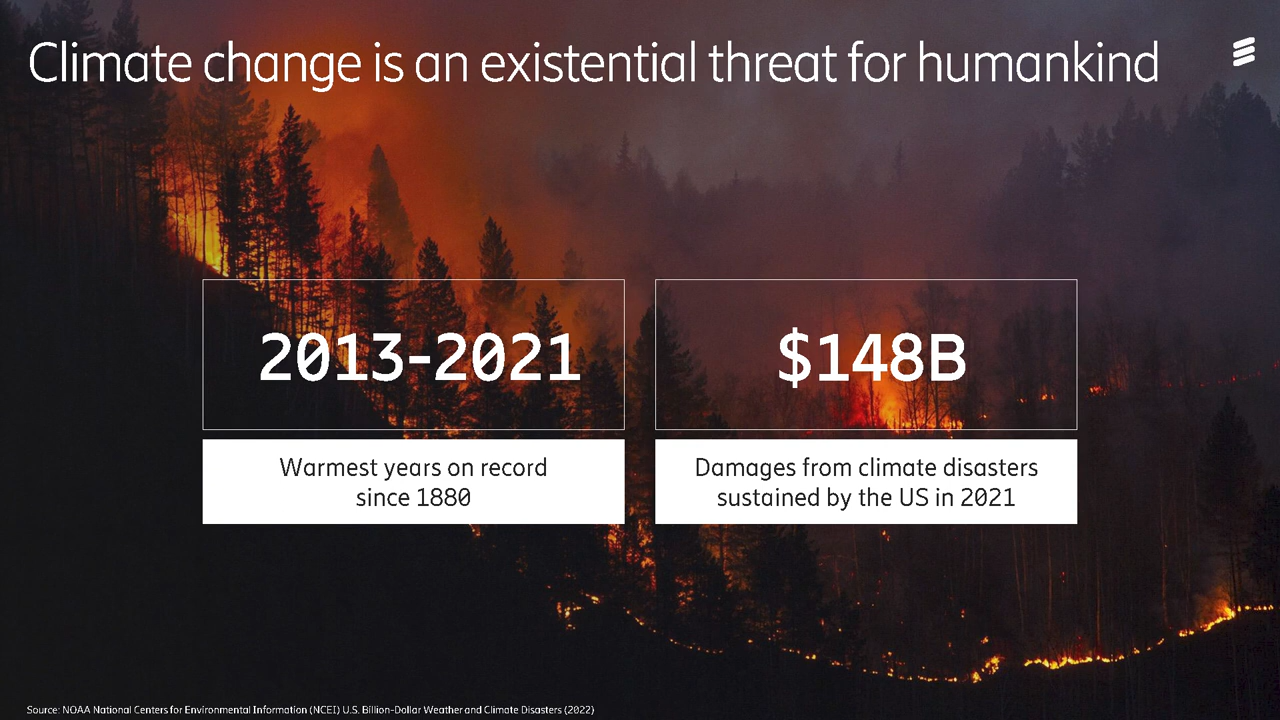 Climate change is an existential threat for humankind
2013-2021
$148B
Warmest years on record
since 1880
Damages from climate disasters
sustained by the US in 2021
Source: NOAA National Centers for Environmental Information (NCEI) U.S. Billion-Dollar Weather and Climate Disasters (2022)